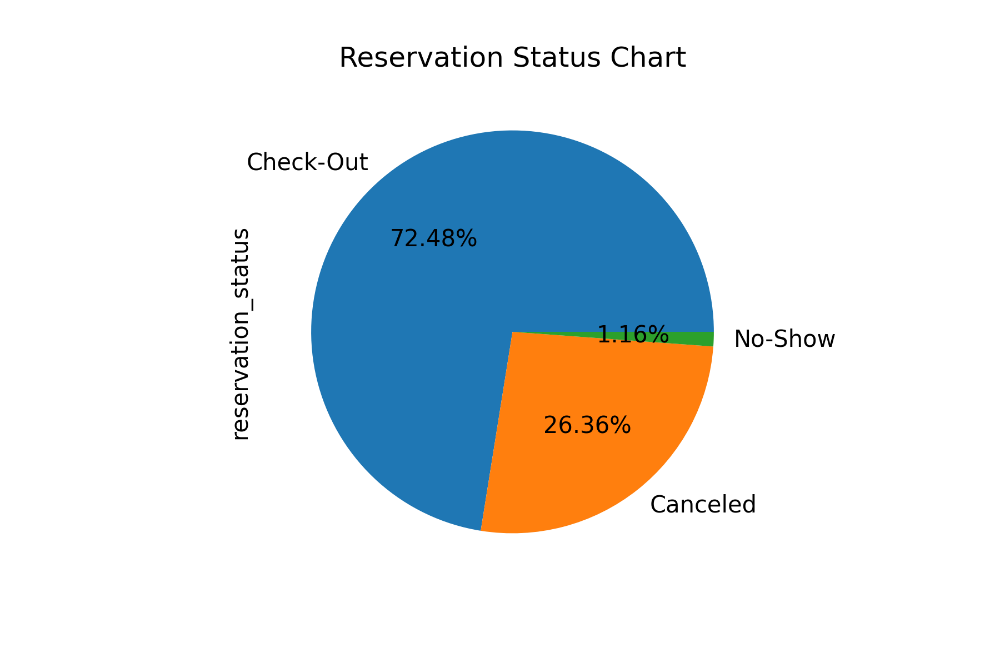 Reservation Status Chart
Check-Out
72.48%
reservation_status
1.16%
No-Show
26.36%
Canceled